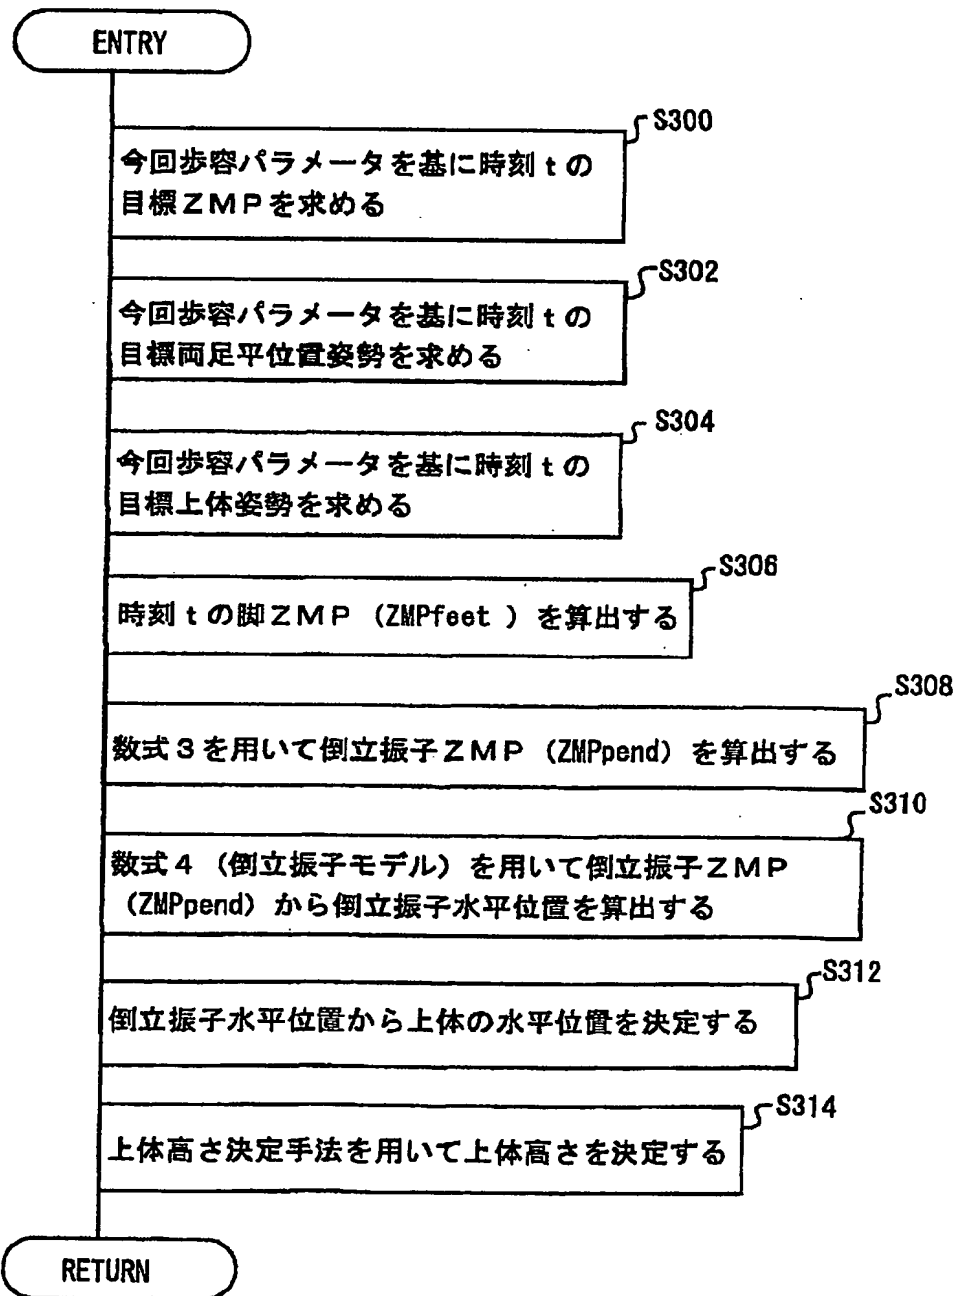 ENTRY
S300
今回歩容パラメータを基に時刻tの
目標ZMPを求める
S302
今回歩容パラメータを基に時刻tの
目標両足平位置姿勢を求める
S304
今回歩容パラメータを基に時刻tの
目標上体姿勢を求める
S306
時刻tの脚ZMP(ZMPfeet )を算出する
S308
数式3を用いて倒立振子ZMP(ZMPpend)を算出する
S310
数式4(倒立振子モデル)を用いて倒立振子ZMP
(ZMPpend)から倒立振子水平位置を算出する
S312
倒立振子水平位置から上体の水平位置を決定する
S314
上体高さ決定手法を用いて上体高さを決定する
RETURN